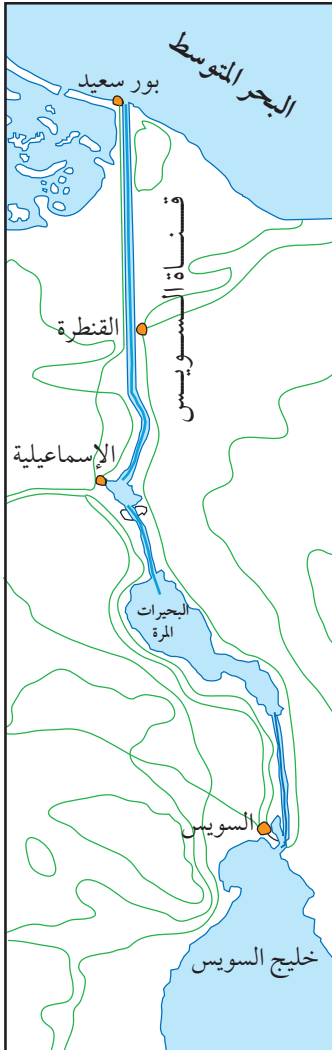 البحر المتوسط
بور سعيد
قناة السويس
القنطرة
الإسماعيلية
البحيرات
المرة
السويس
خليج السويس